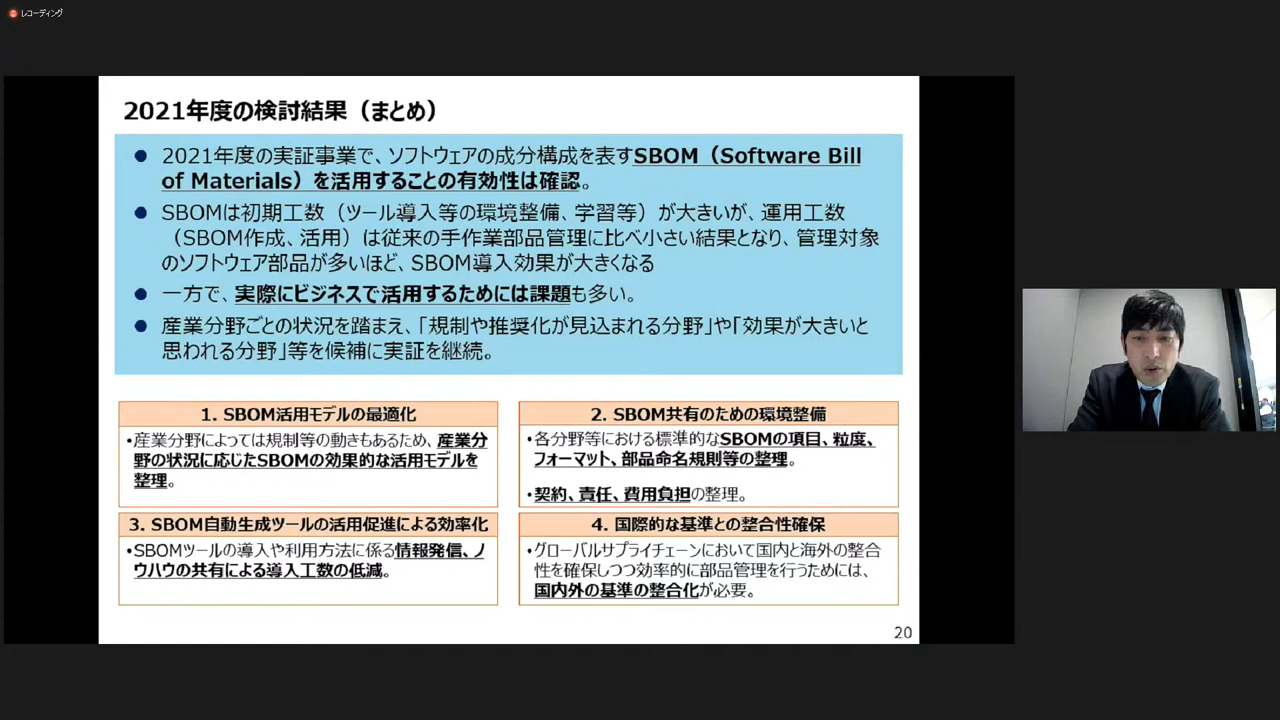 レコーディング
2021年度の検討結果（まとめ）
● 2021年度の実証事業で、ソフトウェアの成分構成を表すSBOM（Software Bill
of Materials）を活用することの有効性は確認。
● SBOMは初期工数（ツール導入等の環境整備、学習等）が大きいが、運用工数
（SBOM作成、活用）は従来の手作業部品管理に比べ小さい結果となり、管理対象
のソフトウェア部品が多いほど、SBOM導入効果が大きくなる
● 一方で、実際にビジネスで活用するためには課題も多い。
● 産業分野ごとの状況を踏まえ、「規制や推奨化が見込まれる分野」や「効果が大きいと
思われる分野」等を候補に実証を継続。
1. SBOM活用モデルの最適化
・産業分野によっては規制等の動きもあるため、産業分
野の状況に応じたSBOMの効果的な活用モデルを
整理。
2. SBOM共有のための環境整備
・各分野等における標準的なSBOMの項目、粒度、
フォーマット、部品命名規則等の整理。
・契約、責任、費用負担の整理。
3. SBOM自動生成ツールの活用促進による効率化
・SBOMツールの導入や利用方法に係る情報発信、ノ
ウハウの共有による導入工数の低減。
4. 国際的な基準との整合性確保
・グローバルサプライチェーンにおいて国内と海外の整合
性を確保しつつ効率的に部品管理を行うためには、
国内外の基準の整合化が必要。
20